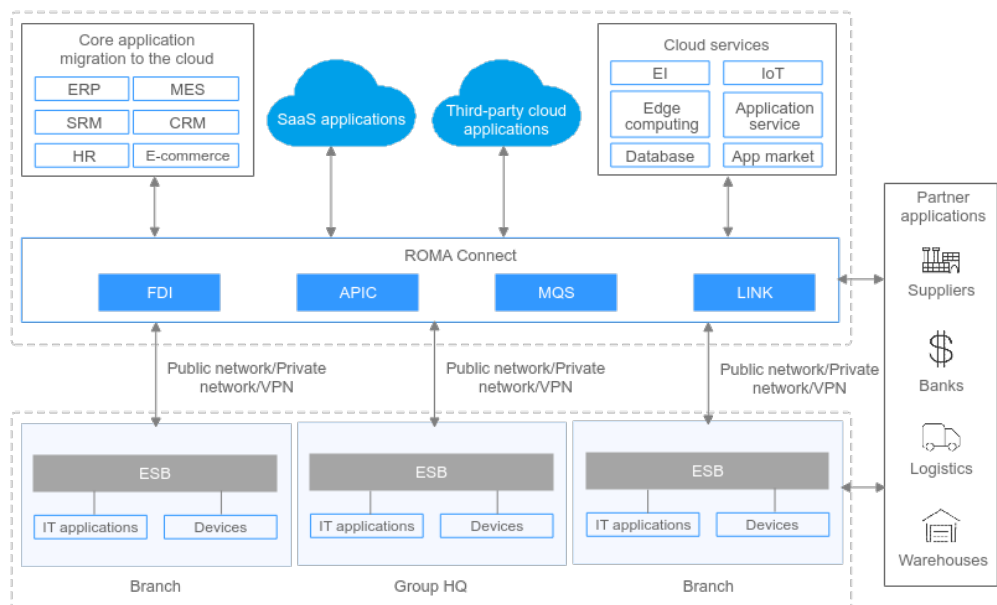 Core application
migration to the cloud
ERP
MES
SRM
CRM
HR
E-commerce
SaaS applications
Third-party cloud
applications
Cloud services
EI
IoT
Edge
computing
Application
service
Database
App market
ROMA Connect
FDI
APIC
MQS
LINK
Public network/Private
network/VPN
Public network/Private
network/VPN
Public network/Private
network/VPN
ESB
IT applications
Devices
Branch
ESB
IT applications
Devices
Group HQ
ESB
IT applications
Devices
Branch
Partner
applications
Suppliers
$
Banks
Logistics
Warehouses